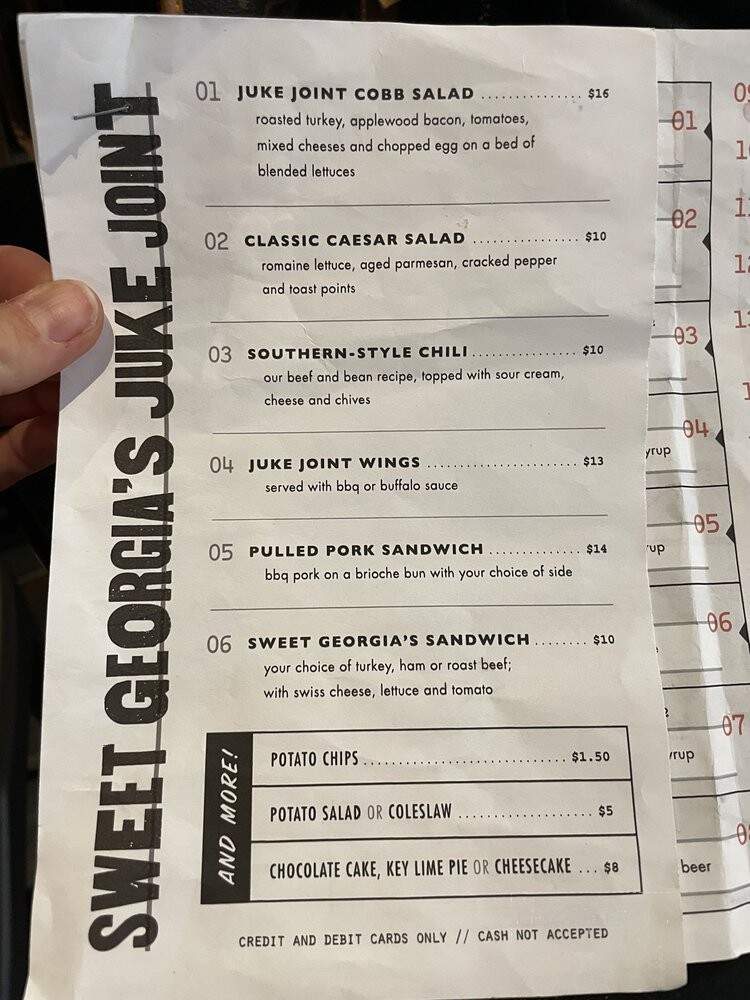 SWEET GEORGIA'S JUKE JOINT
01 JUKE JOINT COBB SALAD ............... $16
roasted turkey, applewood bacon, tomatoes,
mixed cheeses and chopped egg on a bed of
blended lettuces
02 CLASSIC CAESAR SALAD ................ $10
romaine lettuce, aged parmesan, cracked pepper
and toast points
03 SOUTHERN-STYLE CHILI ................ $10
our beef and bean recipe, topped with sour cream,
cheese and chives
04 JUKE JOINT WINGS ....................... $13
served with bbq or buffalo sauce
05 PULLED PORK SANDWICH .............. $14
bbq pork on a brioche bun with your choice of side
06 SWEET GEORGIA'S SANDWICH ........ $10
your choice of turkey, ham or roast beef;
with swiss cheese, lettuce and tomato
AND MORE!
POTATO CHIPS ............................. $1.50
POTATO SALAD OR COLESLAW ................... $5
CHOCOLATE CAKE, KEY LIME PIE OR CHEESECAKE ... $8
CREDIT AND DEBIT CARDS ONLY // CASH NOT ACCEPTED
01
02
03
04
05
06
07
beer